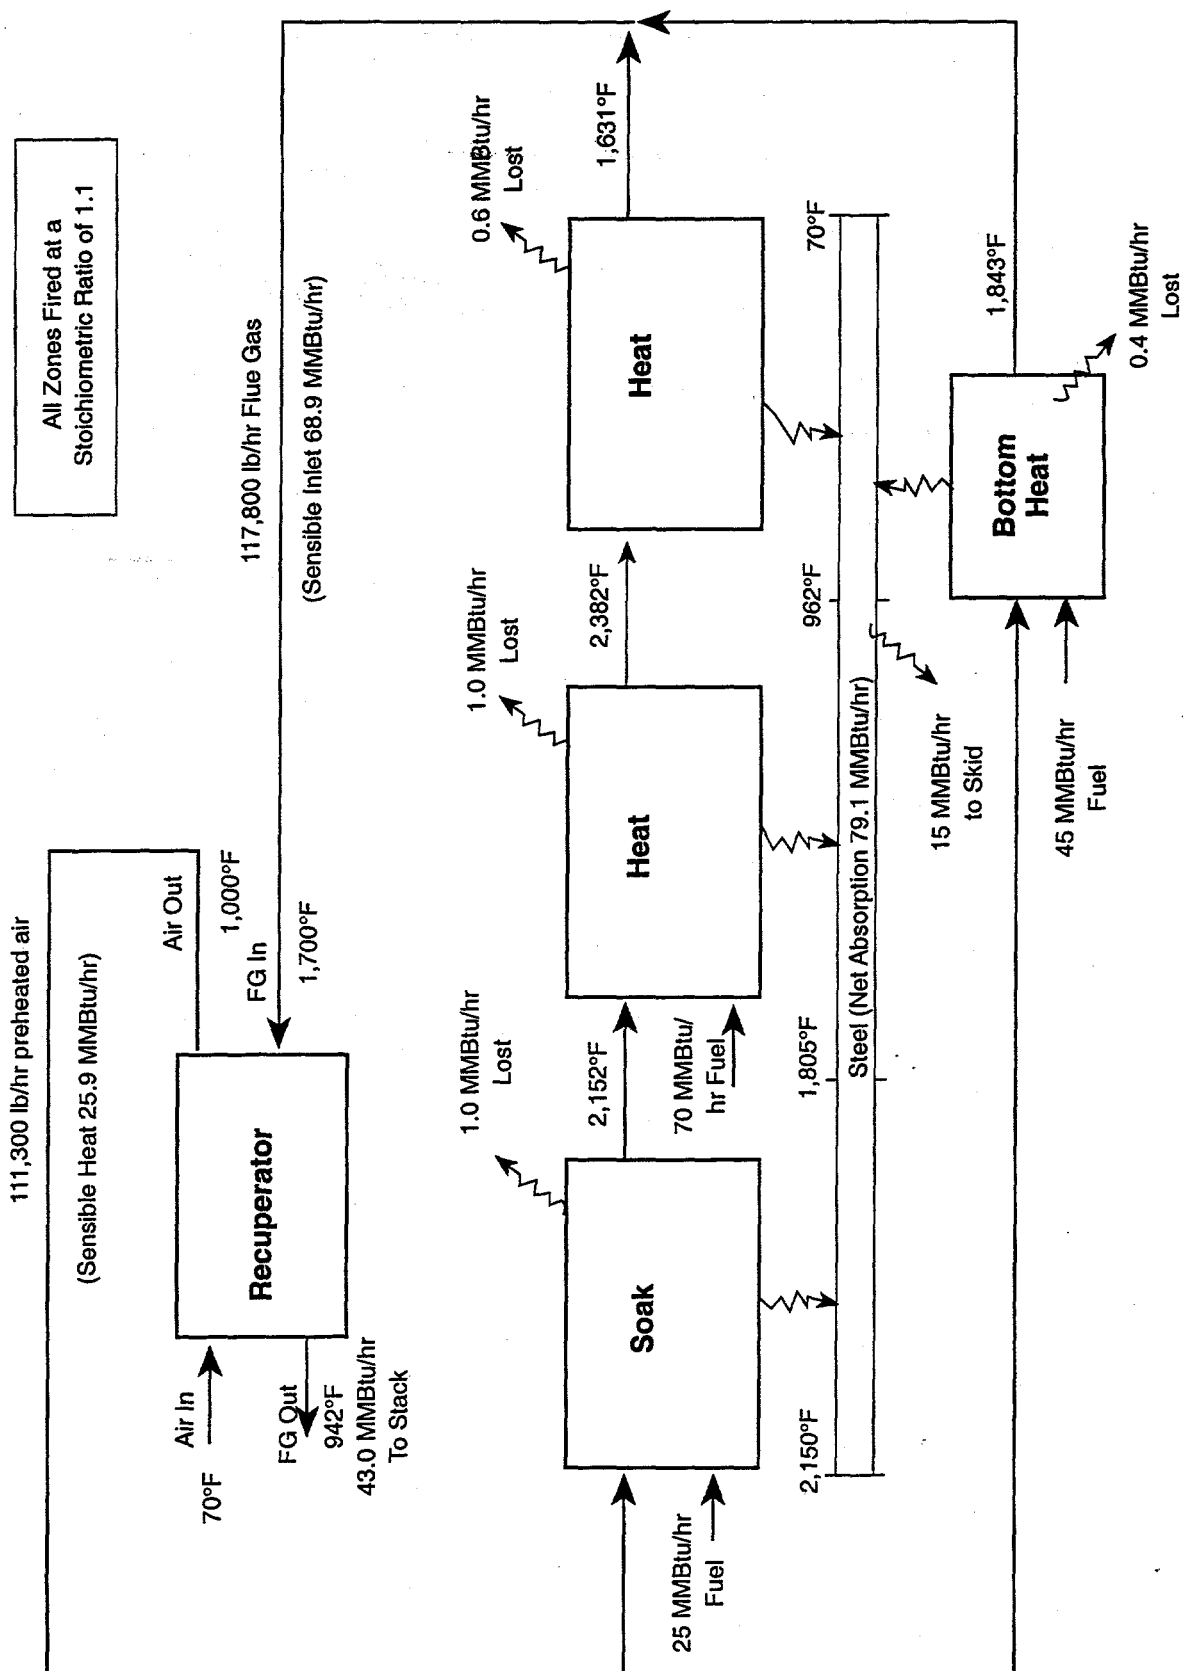 All Zones Fired at a
Stoichiometric Ratio of 1.1
111,300 lb/hr preheated air
(Sensible Heat 25.9 MMBtu/hr)
117,800 lb/hr Flue Gas
(Sensible Inlet 68.9 MMBtu/hr)
Air In
70°F
Recuperator
Air Out
1,000°F
FG In
1,700°F
FG Out
942°F
43.0 MMBtu/hr
To Stack
1.0 MMBtu/hr
Lost
1.0 MMBtu/hr
Lost
0.6 MMBtu/hr
Lost
25 MMBtu/hr
Fuel
Soak
2,152°F
70 MMBtu/
hr Fuel
Heat
2,382°F
Heat
1,631°F
2,150°F
1,805°F
962°F
70°F
Steel (Net Absorption 79.1 MMBtu/hr)
15 MMBtu/hr
to Skid
45 MMBtu/hr
Fuel
Bottom
Heat
1,843°F
0.4 MMBtu/hr
Lost